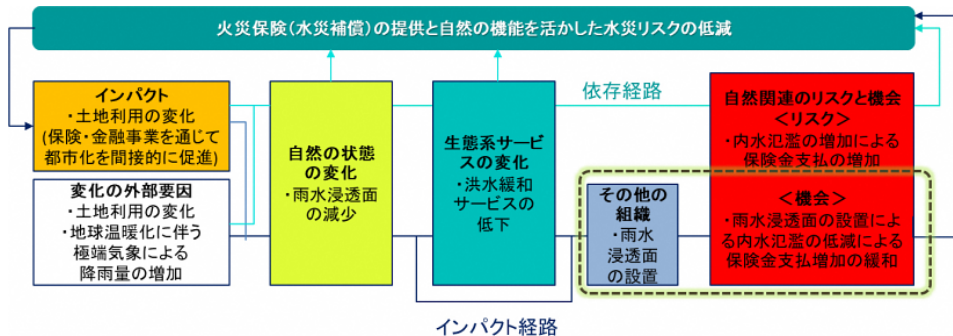 火災保険(水災補償)の提供と自然の機能を活かした水災リスクの低減
インパクト
・土地利用の変化
(保険・金融事業を通じて
都市化を間接的に促進)
変化の外部要因
・土地利用の変化
・地球温暖化に伴う
極端気象による
降雨量の増加
自然の状態
の変化
・雨水浸透面
の減少
生態系サービ
スの変化
・洪水緩和
サービスの
低下
依存経路
その他の
組織
・雨水
浸透面
の設置
自然関連のリスクと機会
<リスク>
・内水氾濫の増加による
保険金支払の増加
<機会>
・雨水浸透面の設置によ
る内水氾濫の低減による
保険金支払増加の緩和
インパクト経路